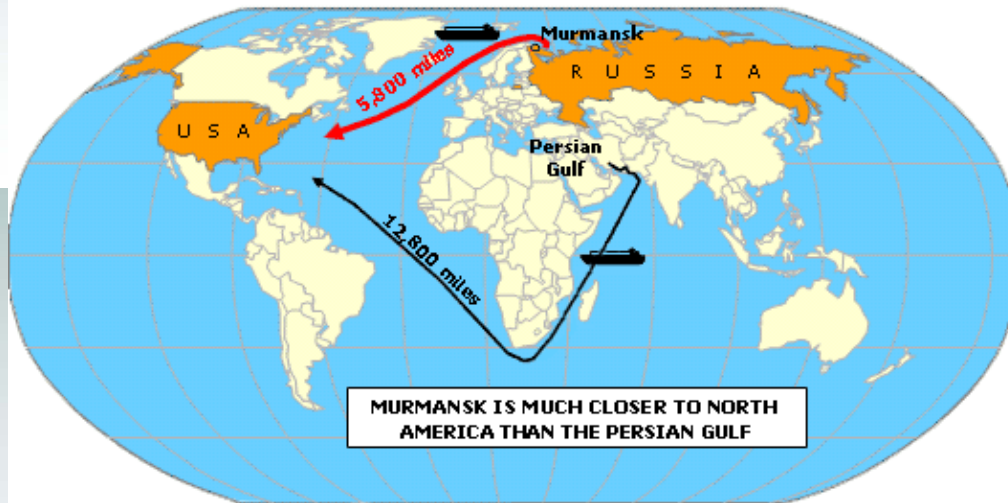 Murmansk
5,800 miles
R U S S I A
U S A
Persian
Gulf
12,800 miles
MURMANSK IS MUCH CLOSER TO NORTH
AMERICA THAN THE PERSIAN GULF